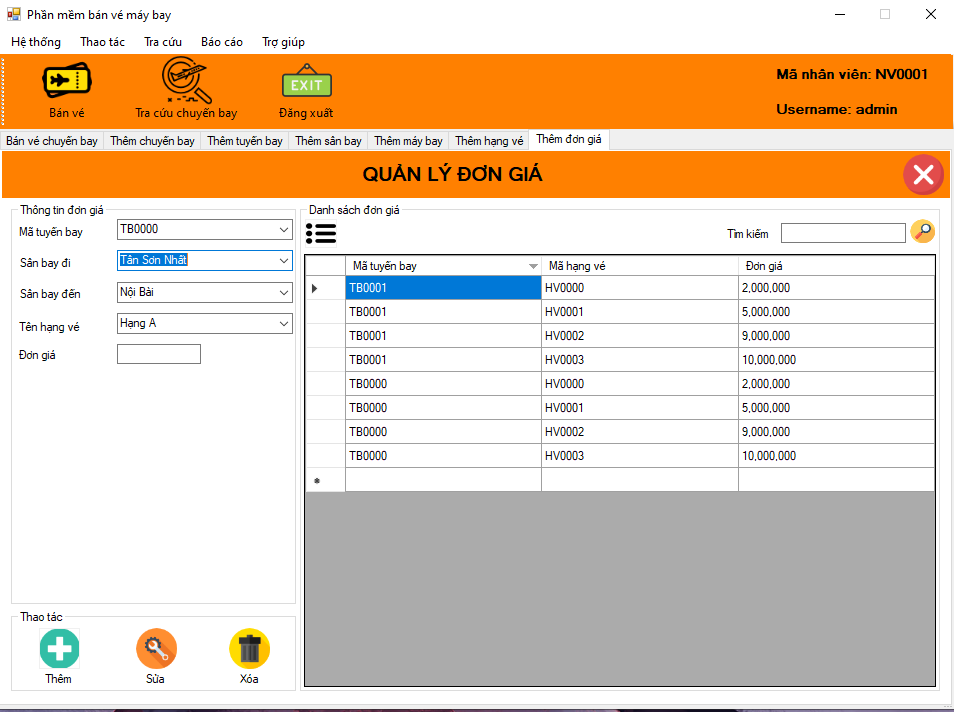 Phần mềm bán vé máy bay
Hệ thống Thao tác Tra cứu Báo cáo Trợ giúp
EXIT
Bán vé Tra cứu chuyến bay Đăng xuất
Mã nhân viên: NV0001
Username: admin
Bán vé chuyến bay Thêm chuyến bay Thêm tuyến bay Thêm sân bay Thêm máy bay Thêm hạng vé Thêm đơn giá
QUẢN LÝ ĐƠN GIÁ
Thông tin đơn giá
Mã tuyến bay TB0000
Sân bay đi Tân Sơn Nhất
Sân bay đến Nội Bài
Tên hạng vé Hạng A
Đơn giá
Danh sách đơn giá
Tìm kiếm
Mã tuyến bay Mã hạng vé Đơn giá
TB0001 HV0000 2,000,000
TB0001 HV0001 5,000,000
TB0001 HV0002 9,000,000
TB0001 HV0003 10,000,000
TB0000 HV0000 2,000,000
TB0000 HV0001 5,000,000
TB0000 HV0002 9,000,000
TB0000 HV0003 10,000,000
Thao tác
Thêm Sửa Xóa